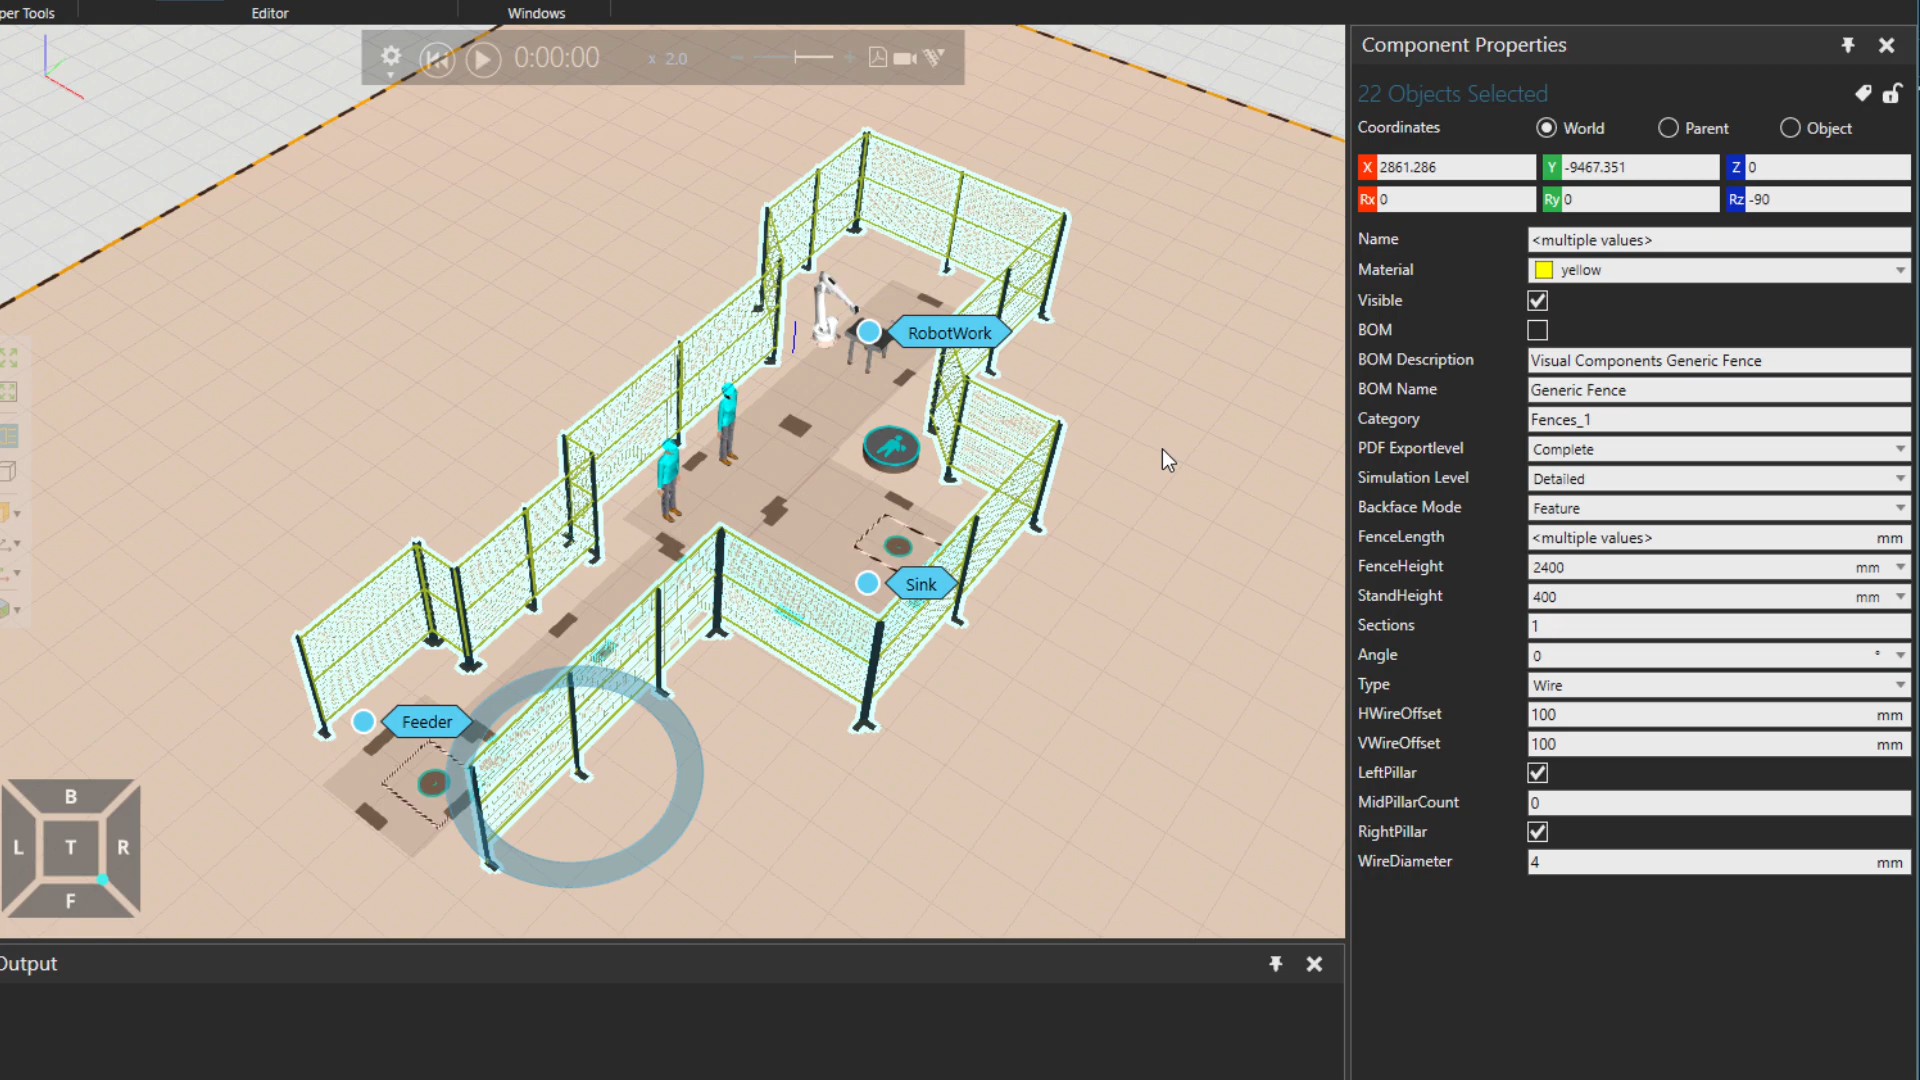 per Tools
Editor
Windows
0:00:00
x 2.0
RobotWork
Sink
Feeder
B
L T R
F
Output
Component Properties
22 Objects Selected
Coordinates World Parent Object
X 2861.286 Y -9467.351 Z 0
Rx 0 Ry 0 Rz -90
Name <multiple values>
Material yellow
Visible
BOM
BOM Description Visual Components Generic Fence
BOM Name Generic Fence
Category Fences_1
PDF Exportlevel Complete
Simulation Level Detailed
Backface Mode Feature
FenceLength <multiple values> mm
FenceHeight 2400 mm
StandHeight 400 mm
Sections 1
Angle 0 °
Type Wire
HWireOffset 100 mm
VWireOffset 100 mm
LeftPillar
MidPillarCount 0
RightPillar
WireDiameter 4 mm